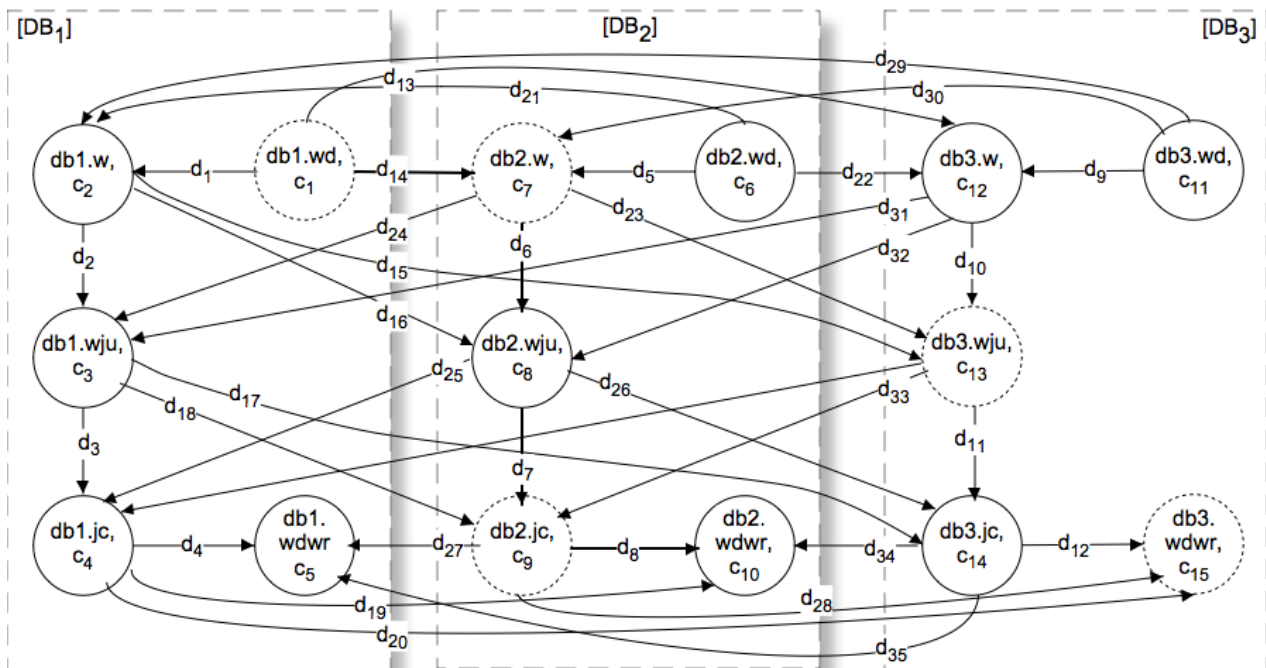 [DB1] [DB2] [DB3]
d29
d13
d21
d30
db1.w,
c2
d1
db1.wd,
c1
d14
db2.w,
c7
d5
db2.wd,
c6
d22
db3.w,
c12
d9
db3.wd,
c11
d24
d23
d31
d6
d32
d2
d15
d10
d16
db1.wju,
c3
db2.wju,
c8
db3.wju,
c13
d25
d26
d17
d18
d33
d3
d7
d11
db1.jc,
c4
d4
db1.
wdwr
c5
d27
db2.jc,
c9
d8
db2.
wdwr,
c10
d34
db3.jc,
c14
d12
db3.
wdwr,
c15
d19
d28
d20
d35